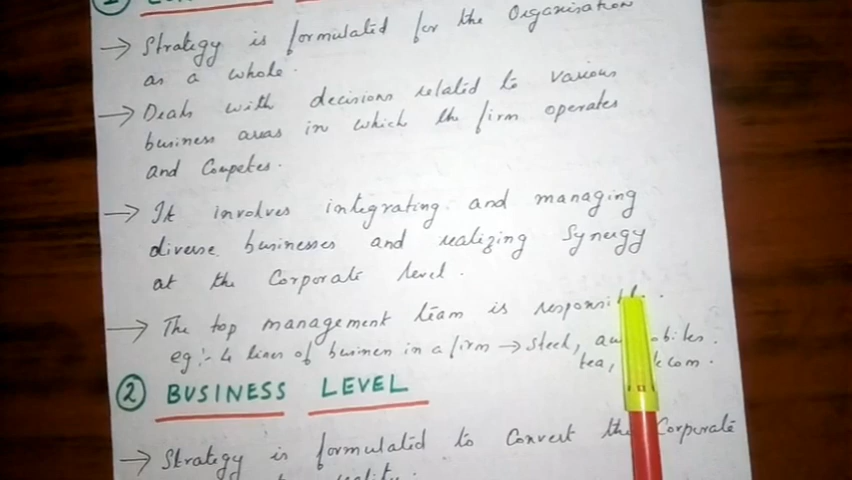 ①
→ Strategy is formulated for the Organisation
as a whole.
→ Deals with decisions related to various
business areas in which the firm operates
and Competes.
→ It involves integrating and managing
diverse businesses and realizing Synergy
at the Corporate level.
→ The top management team is
eg :- 4 lines of business in a firm → steel,
tea,
② BUSINESS LEVEL
→ Strategy is formulated to Convert the Corporate